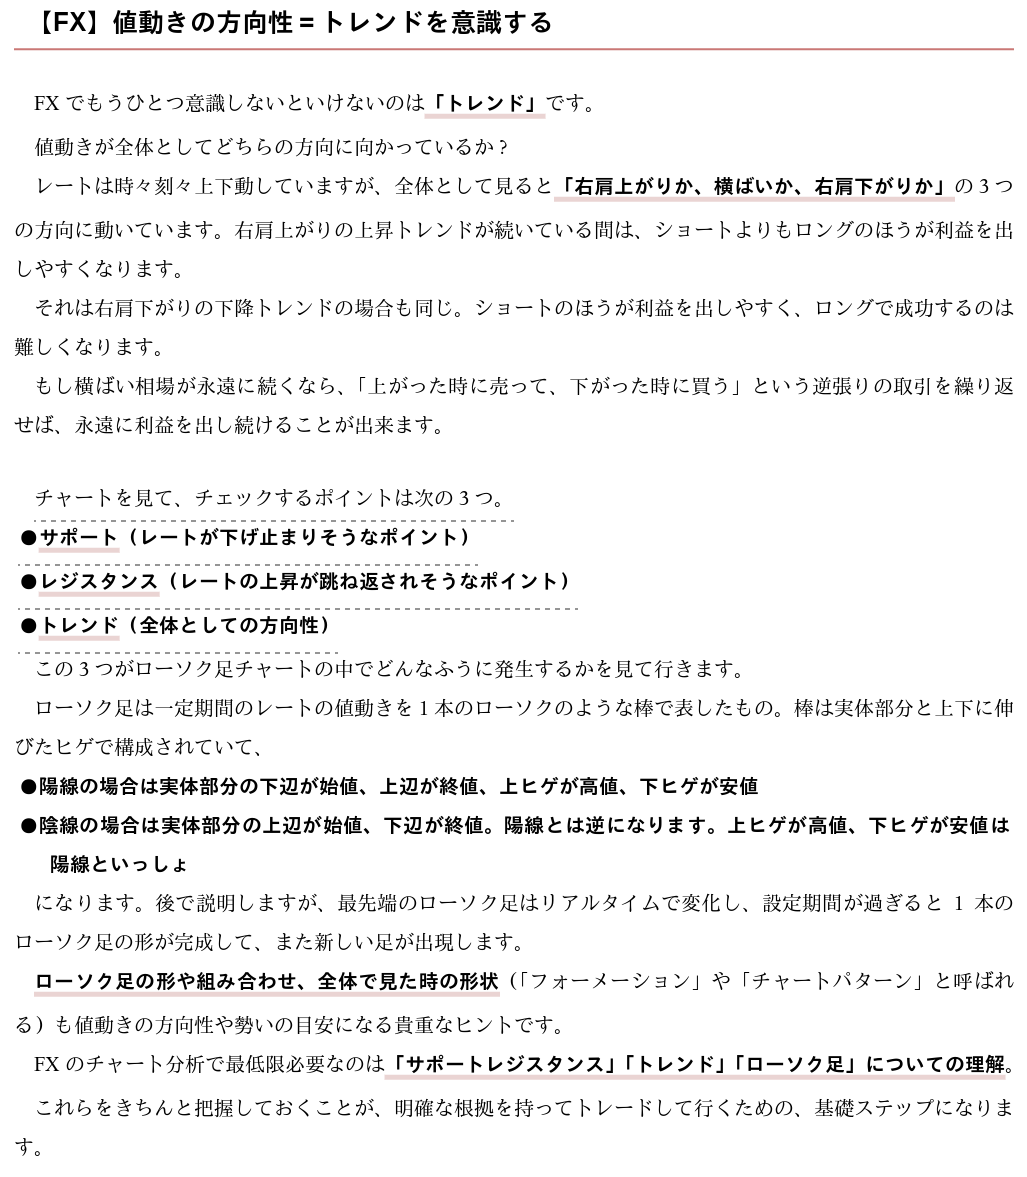 【FX】値動きの方向性＝トレンドを意識する
FX でもうひとつ意識しないといけないのは「トレンド」です。
値動きが全体としてどちらの方向に向かっているか？
レートは時々刻々上下動していますが、全体として見ると「右肩上がりか、横ばいか、右肩下がりか」の３つ
の方向に動いています。右肩上がりの上昇トレンドが続いている間は、ショートよりもロングのほうが利益を出
しやすくなります。
それは右肩下がりの下降トレンドの場合も同じ。ショートのほうが利益を出しやすく、ロングで成功するのは
難しくなります。
もし横ばい相場が永遠に続くなら、「上がった時に売って、下がった時に買う」という逆張りの取引を繰り返
せば、永遠に利益を出し続けることが出来ます。
チャートを見て、チェックするポイントは次の３つ。
●サポート（レートが下げ止まりそうなポイント）
●レジスタンス（レートの上昇が跳ね返されそうなポイント）
●トレンド（全体としての方向性）
この３つがローソク足チャートの中でどんなふうに発生するかを見て行きます。
ローソク足は一定期間のレートの値動きを１本のローソクのような棒で表したもの。棒は実体部分と上下に伸
びたヒゲで構成されていて、
●陽線の場合は実体部分の下辺が始値、上辺が終値、上ヒゲが高値、下ヒゲが安値
●陰線の場合は実体部分の上辺が始値、下辺が終値。陽線とは逆になります。上ヒゲが高値、下ヒゲが安値は
陽線といっしょ
になります。後で説明しますが、最先端のローソク足はリアルタイムで変化し、設定期間が過ぎると 1 本の
ローソク足の形が完成して、また新しい足が出現します。
ローソク足の形や組み合わせ、全体で見た時の形状（「フォーメーション」や「チャートパターン」と呼ばれ
る）も値動きの方向性や勢いの目安になる貴重なヒントです。
FX のチャート分析で最低限必要なのは「サポートレジスタンス」「トレンド」「ローソク足」についての理解。
これらをきちんと把握しておくことが、明確な根拠を持ってトレードして行くための、基礎ステップになりま
す。